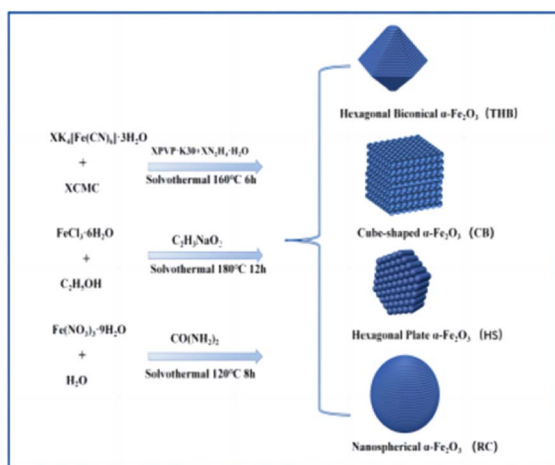 XK₄[Fe(CN)₆]·3H₂O
+
XCMC
XPVP-K30+XN₂H₄·H₂O
Solvothermal 160°C 6h
FeCl₃·6H₂O
+
C₂H₅OH
C₂H₃NaO₂
Solvothermal 180°C 12h
Fe(NO₃)₃·9H₂O
+
H₂O
CO(NH₂)₂
Solvothermal 120°C 8h
Hexagonal Biconical α-Fe₂O₃（THB）
Cube-shaped α-Fe₂O₃（CB）
Hexagonal Plate α-Fe₂O₃（HS）
Nanospherical α-Fe₂O₃（RC）